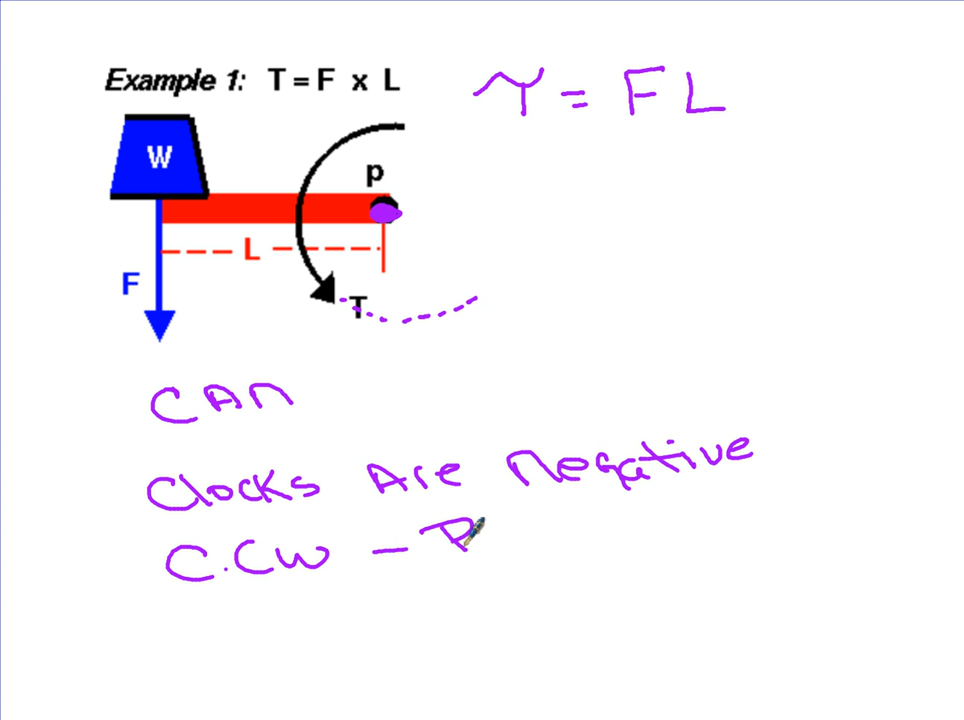 Example 1: T = F x L
τ = FL
W
p
L
F
T
CAN
Clocks Are Negative
C.CW - P